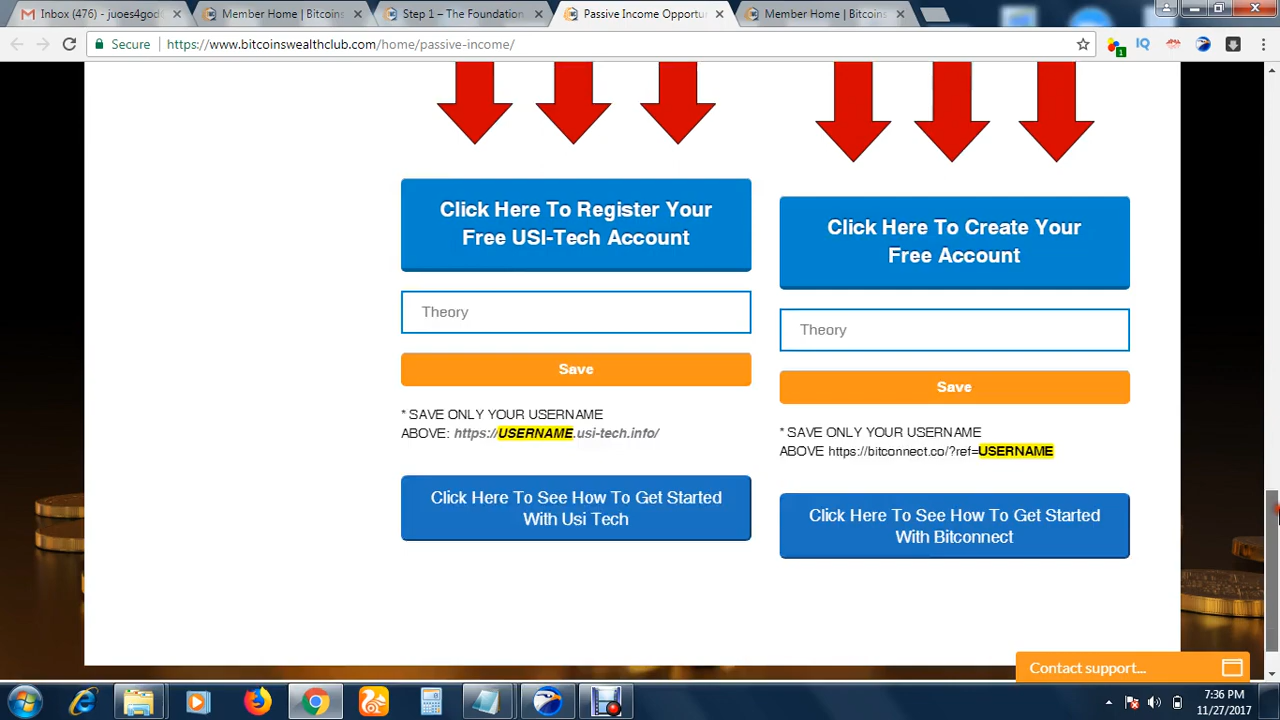 Inbox (476) - juoes4god
Member Home | Bitcoins
Step 1 – The Foundation
Passive Income Opportu
Member Home | Bitcoins
Secure
https://www.bitcoinswealthclub.com/home/passive-income/
1
IQ
Click Here To Register Your
Free USI-Tech Account
Theory
Save
* SAVE ONLY YOUR USERNAME
ABOVE: https://USERNAME.usi-tech.info/
Click Here To See How To Get Started
With Usi Tech
Click Here To Create Your
Free Account
Theory
Save
* SAVE ONLY YOUR USERNAME
ABOVE https://bitconnect.co/?ref=USERNAME
Click Here To See How To Get Started
With Bitconnect
Contact support...
7:36 PM
11/27/2017